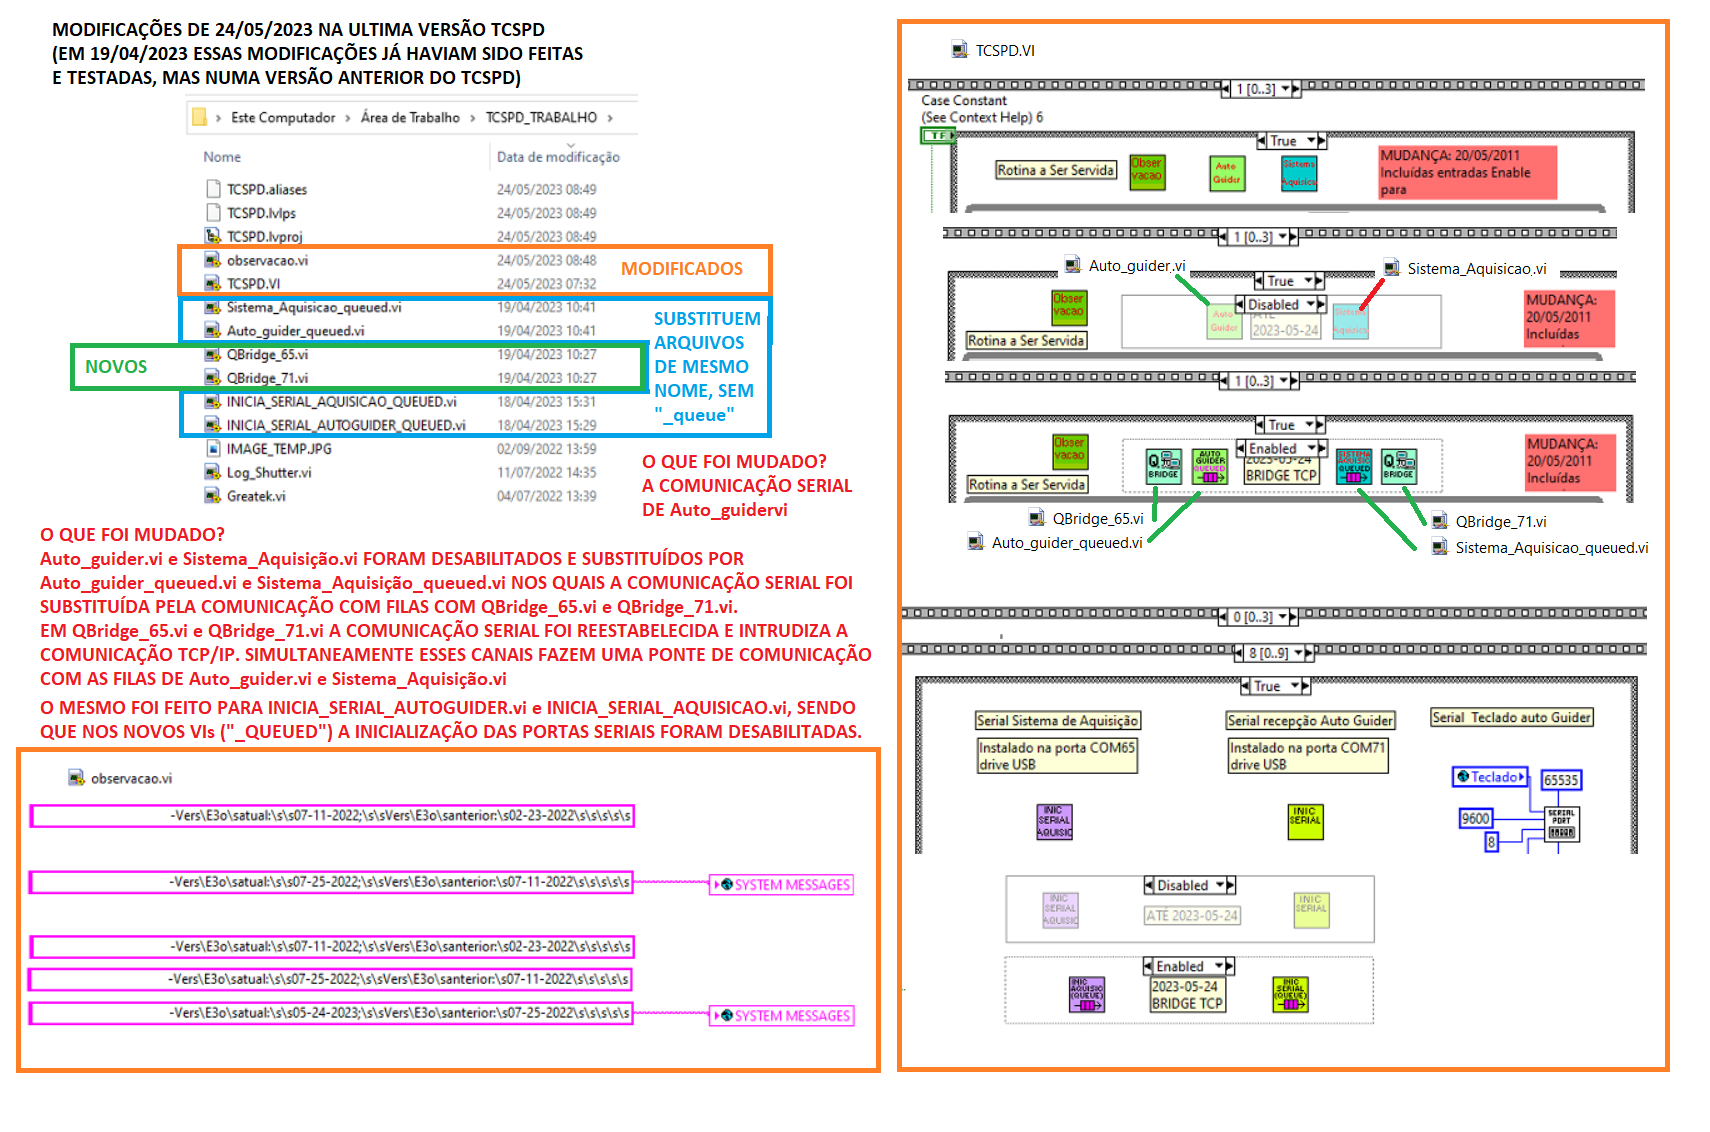 MODIFICAÇÕES DE 24/05/2023 NA ULTIMA VERSÃO TCSPD
(EM 19/04/2023 ESSAS MODIFICAÇÕES JÁ HAVIAM SIDO FEITAS
E TESTADAS, MAS NUMA VERSÃO ANTERIOR DO TCSPD)
Este Computador > Área de Trabalho > TCSPD_TRABALHO >
Nome Data de modificação
TCSPD.aliases 24/05/2023 08:49
TCSPD.lvlps 24/05/2023 08:49
TCSPD.lvproj 24/05/2023 08:49
observacao.vi 24/05/2023 08:48
MODIFICADOS
TCSPD.VI 24/05/2023 07:32
Sistema_Aquisicao_queued.vi 19/04/2023 10:41
Auto_guider_queued.vi 19/04/2023 10:41
QBridge_65.vi 19/04/2023 10:27
QBridge_71.vi 19/04/2023 10:27
NOVOS
INICIA_SERIAL_AQUISICAO_QUEUED.vi 18/04/2023 15:31
INICIA_SERIAL_AUTOGUIDER_QUEUED.vi 18/04/2023 15:29
IMAGE_TEMP.JPG 02/09/2022 13:59
Log_Shutter.vi 11/07/2022 14:35
Greatek.vi 04/07/2022 13:39
SUBSTITUEM
ARQUIVOS
DE MESMO
NOME, SEM
"_queue"
O QUE FOI MUDADO?
A COMUNICAÇÃO SERIAL
DE Auto_guidervi
O QUE FOI MUDADO?
Auto_guider.vi e Sistema_Aquisição.vi FORAM DESABILITADOS E SUBSTITUÍDOS POR
Auto_guider_queued.vi e Sistema_Aquisição_queued.vi NOS QUAIS A COMUNICAÇÃO SERIAL FOI
SUBSTITUÍDA PELA COMUNICAÇÃO COM FILAS COM QBridge_65.vi e QBridge_71.vi.
EM QBridge_65.vi e QBridge_71.vi A COMUNICAÇÃO SERIAL FOI REESTABELECIDA E INTRUDIZA A
COMUNICAÇÃO TCP/IP. SIMULTANEAMENTE ESSES CANAIS FAZEM UMA PONTE DE COMUNICAÇÃO
COM AS FILAS DE Auto_guider.vi e Sistema_Aquisição.vi
O MESMO FOI FEITO PARA INICIA_SERIAL_AUTOGUIDER.vi e INICIA_SERIAL_AQUISICAO.vi, SENDO
QUE NOS NOVOS VIs ("_QUEUED") A INICIALIZAÇÃO DAS PORTAS SERIAIS FORAM DESABILITADAS.
observacao.vi
-Vers\E3o\satual:\s\s07-11-2022;\s\sVers\E3o\santerior:\s02-23-2022\s\s\s\s\s
-Vers\E3o\satual:\s\s07-25-2022;\s\sVers\E3o\santerior:\s07-11-2022\s\s\s\s\s
SYSTEM MESSAGES
-Vers\E3o\satual:\s\s07-11-2022;\s\sVers\E3o\santerior:\s02-23-2022\s\s\s\s\s
-Vers\E3o\satual:\s\s07-25-2022;\s\sVers\E3o\santerior:\s07-11-2022\s\s\s\s\s
-Vers\E3o\satual:\s\s05-24-2023;\s\sVers\E3o\santerior:\s07-25-2022\s\s\s\s\s
SYSTEM MESSAGES
TCSPD.VI
1 [0..3]
Case Constant
(See Context Help) 6
TF
True
Rotina a Ser Servida
Obser
vacao
Auto
Guider
Sistema
Aquisica
MUDANÇA: 20/05/2011
Incluídas entradas Enable
para
1 [0..3]
Auto_guider.vi
Sistema_Aquisicao.vi
True
Obser
vacao
Rotina a Ser Servida
Disabled
Auto
Guider
ATÉ
2023-05-24
Sistema
Aquisica
MUDANÇA:
20/05/2011
Incluídas
1 [0..3]
True
Obser
vacao
Rotina a Ser Servida
Enabled
Q
BRIDGE
AUTO
GUIDER
QUEUED
2023-05-24
BRIDGE TCP
SISTEMA
AQUISIC
QUEUED
Q
BRIDGE
MUDANÇA:
20/05/2011
Incluídas
QBridge_65.vi
Auto_guider_queued.vi
QBridge_71.vi
Sistema_Aquisicao_queued.vi
0 [0..3]
8 [0..9]
True
Serial Sistema de Aquisição
Serial recepção Auto Guider
Serial Teclado auto Guider
Instalado na porta COM65
drive USB
Instalado na porta COM71
drive USB
Teclado
65535
9600
8
SERIAL
PORT
INIC
SERIAL
AQUISIC
INIC
SERIAL
Disabled
INIC
SERIAL
AQUISIC
ATÉ 2023-05-24
INIC
SERIAL
Enabled
INIC
AQUISIC
(QUEUE)
2023-05-24
BRIDGE TCP
INIC
SERIAL
(QUEUE)